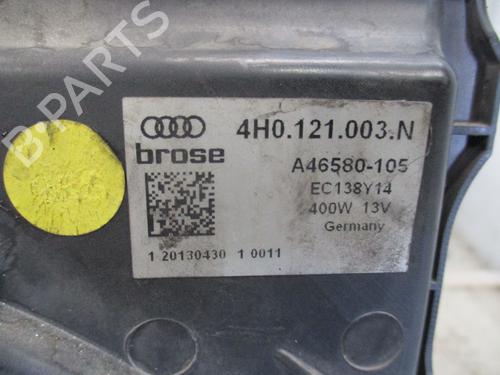 B-PARTS
4H0.121.003.N
brose
A46580-105
EC138Y14
400W 13V
Germany
1 20130430 1 0011